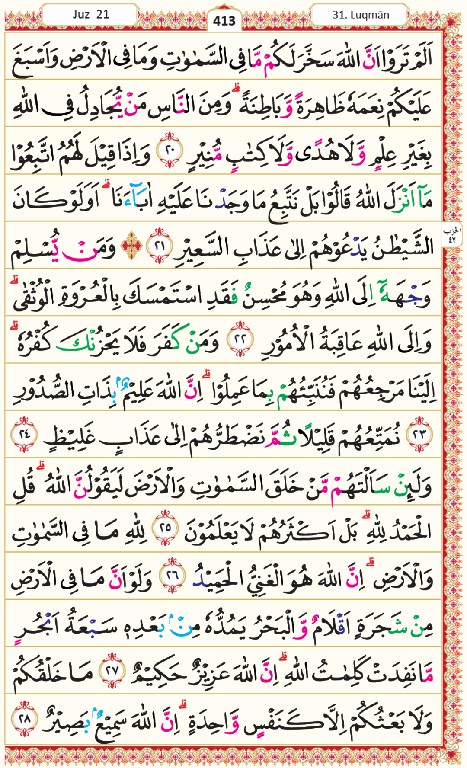 Juz 21
413
31. Luqmān
اَلَمْ تَرَوْا اَنَّ اللّٰهَ سَخَّرَ لَكُمْ مَّا فِى السَّمٰوٰتِ وَمَا فِى الْاَرْضِ وَاَسْبَغَ
عَلَيْكُمْ نِعَمَهٗ ظَاهِرَةً وَّبَاطِنَةً ۗ وَمِنَ النَّاسِ مَنْ يُّجَادِلُ فِى اللّٰهِ
بِغَيْرِ عِلْمٍ وَّلَا هُدًى وَّلَا كِتٰبٍ مُّنِيْرٍ ٢٠ وَاِذَا قِيْلَ لَهُمُ اتَّبِعُوْا
مَآ اَنْزَلَ اللّٰهُ قَالُوْا بَلْ نَتَّبِعُ مَا وَجَدْنَا عَلَيْهِ اٰبَاۤءَنَا ۗ اَوَلَوْ كَانَ
الشَّيْطٰنُ يَدْعُوْهُمْ اِلٰى عَذَابِ السَّعِيْرِ ٢١ ۞ وَمَنْ يُّسْلِمْ
الحزب
٤٢
وَجْهَهٗٓ اِلَى اللّٰهِ وَهُوَ مُحْسِنٌ فَقَدِ اسْتَمْسَكَ بِالْعُرْوَةِ الْوُثْقٰى ۗ
وَاِلَى اللّٰهِ عَاقِبَةُ الْاُمُوْرِ ٢٢ وَمَنْ كَفَرَ فَلَا يَحْزُنْكَ كُفْرُهٗ ۗ
اِلَيْنَا مَرْجِعُهُمْ فَنُنَبِّئُهُمْ بِمَا عَمِلُوْا ۗ اِنَّ اللّٰهَ عَلِيْمٌۢ بِذَاتِ الصُّدُوْرِ
٢٣ نُمَتِّعُهُمْ قَلِيْلًا ثُمَّ نَضْطَرُّهُمْ اِلٰى عَذَابٍ غَلِيْظٍ ٢٤
وَلَىِٕنْ سَاَلْتَهُمْ مَّنْ خَلَقَ السَّمٰوٰتِ وَالْاَرْضَ لَيَقُوْلُنَّ اللّٰهُ ۗ قُلِ
الْحَمْدُ لِلّٰهِ ۗ بَلْ اَكْثَرُهُمْ لَا يَعْلَمُوْنَ ٢٥ لِلّٰهِ مَا فِى السَّمٰوٰتِ
وَالْاَرْضِ ۗ اِنَّ اللّٰهَ هُوَ الْغَنِيُّ الْحَمِيْدُ ٢٦ وَلَوْ اَنَّ مَا فِى الْاَرْضِ
مِنْ شَجَرَةٍ اَقْلَامٌ وَّالْبَحْرُ يَمُدُّهٗ مِنْۢ بَعْدِهٖ سَبْعَةُ اَبْحُرٍ
مَّا نَفِدَتْ كَلِمٰتُ اللّٰهِ ۗ اِنَّ اللّٰهَ عَزِيْزٌ حَكِيْمٌ ٢٧ مَا خَلْقُكُمْ
وَلَا بَعْثُكُمْ اِلَّا كَنَفْسٍ وَّاحِدَةٍ ۗ اِنَّ اللّٰهَ سَمِيْعٌۢ بَصِيْرٌ ٢٨